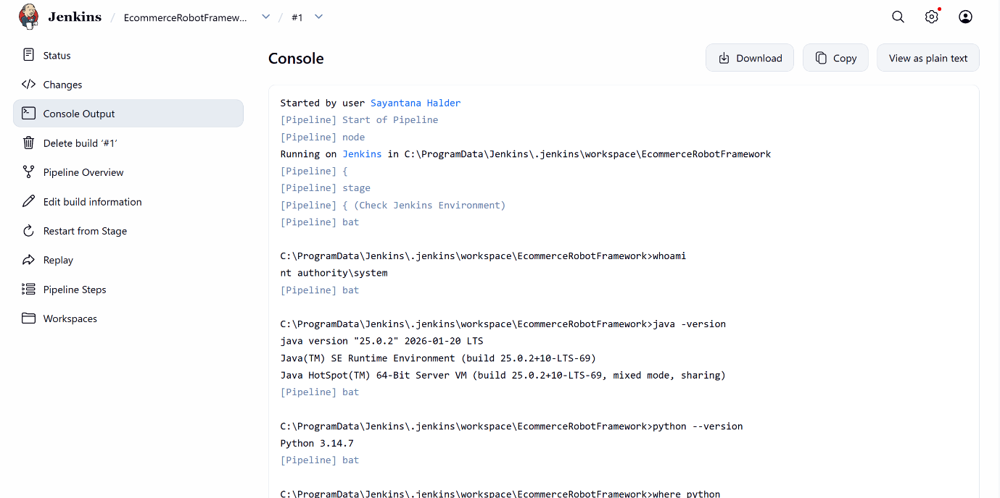 Jenkins / EcommerceRobotFramew... / #1
Status
Changes
Console Output
Delete build ‘#1’
Pipeline Overview
Edit build information
Restart from Stage
Replay
Pipeline Steps
Workspaces
Console
Download
Copy
View as plain text
Started by user Sayantana Halder
[Pipeline] Start of Pipeline
[Pipeline] node
Running on Jenkins in C:\ProgramData\Jenkins\.jenkins\workspace\EcommerceRobotFramework
[Pipeline] {
[Pipeline] stage
[Pipeline] { (Check Jenkins Environment)
[Pipeline] bat
C:\ProgramData\Jenkins\.jenkins\workspace\EcommerceRobotFramework>whoami
nt authority\system
[Pipeline] bat
C:\ProgramData\Jenkins\.jenkins\workspace\EcommerceRobotFramework>java -version
java version "25.0.2" 2026-01-20 LTS
Java(TM) SE Runtime Environment (build 25.0.2+10-LTS-69)
Java HotSpot(TM) 64-Bit Server VM (build 25.0.2+10-LTS-69, mixed mode, sharing)
[Pipeline] bat
C:\ProgramData\Jenkins\.jenkins\workspace\EcommerceRobotFramework>python --version
Python 3.14.7
[Pipeline] bat
C:\ProgramData\Jenkins\.jenkins\workspace\EcommerceRobotFramework>where python